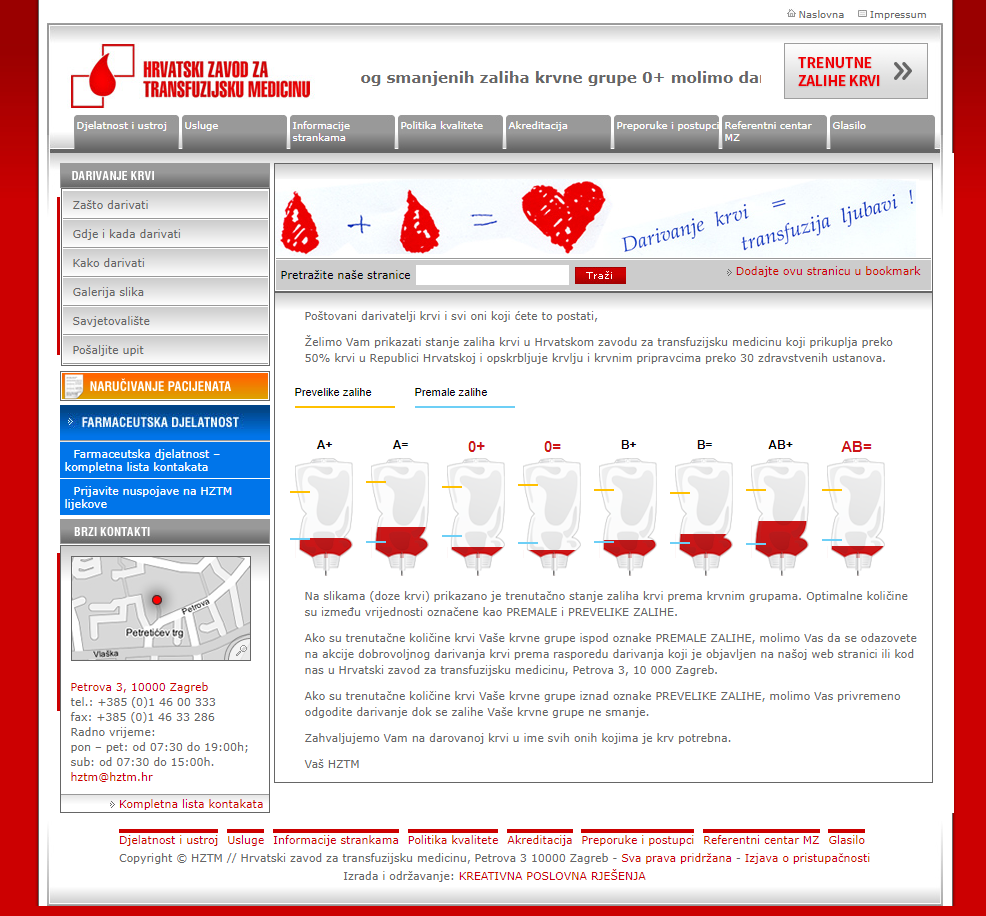 Naslovna Impressum
HRVATSKI ZAVOD ZA
TRANSFUZIJSKU MEDICINU
og smanjenih zaliha krvne grupe 0+ molimo
TRENUTNE
ZALIHE KRVI
Djelatnost i ustroj Usluge Informacije strankama Politika kvalitete Akreditacija Preporuke i postupci Referentni centar MZ Glasilo
DARIVANJE KRVI
Zašto darivati
Gdje i kada darivati
Kako darivati
Galerija slika
Savjetovalište
Pošaljite upit
NARUČIVANJE PACIJENATA
FARMACEUTSKA DJELATNOST
Farmaceutska djelatnost –
kompletna lista kontakata
Prijavite nuspojave na HZTM
lijekove
BRZI KONTAKTI
Petrova
Petretićev trg
Vlaška
Petrova 3, 10000 Zagreb
tel.: +385 (0)1 46 00 333
fax: +385 (0)1 46 33 286
Radno vrijeme:
pon – pet: od 07:30 do 19:00h;
sub: od 07:30 do 15:00h.
hztm@hztm.hr
Kompletna lista kontakata
+ =
Darivanje krvi =
transfuzija ljubavi !
Pretražite naše stranice Traži Dodajte ovu stranicu u bookmark
Poštovani darivatelji krvi i svi oni koji ćete to postati,
Želimo Vam prikazati stanje zaliha krvi u Hrvatskom zavodu za transfuzijsku medicinu koji prikuplja preko
50% krvi u Republici Hrvatskoj i opskrbljuje krvlju i krvnim pripravcima preko 30 zdravstvenih ustanova.
Prevelike zalihe Premale zalihe
A+ A= 0+ 0= B+ B= AB+ AB=
Na slikama (doze krvi) prikazano je trenutačno stanje zaliha krvi prema krvnim grupama. Optimalne količine
su između vrijednosti označene kao PREMALE i PREVELIKE ZALIHE.
Ako su trenutačne količine krvi Vaše krvne grupe ispod oznake PREMALE ZALIHE, molimo Vas da se odazovete
na akcije dobrovoljnog darivanja krvi prema rasporedu darivanja koji je objavljen na našoj web stranici ili kod
nas u Hrvatski zavod za transfuzijsku medicinu, Petrova 3, 10 000 Zagreb.
Ako su trenutačne količine krvi Vaše krvne grupe iznad oznake PREVELIKE ZALIHE, molimo Vas privremeno
odgodite darivanje dok se zalihe Vaše krvne grupe ne smanje.
Zahvaljujemo Vam na darovanoj krvi u ime svih onih kojima je krv potrebna.
Vaš HZTM
Djelatnost i ustroj Usluge Informacije strankama Politika kvalitete Akreditacija Preporuke i postupci Referentni centar MZ Glasilo
Copyright © HZTM // Hrvatski zavod za transfuzijsku medicinu, Petrova 3 10000 Zagreb - Sva prava pridržana - Izjava o pristupačnosti
Izrada i održavanje: KREATIVNA POSLOVNA RJEŠENJA